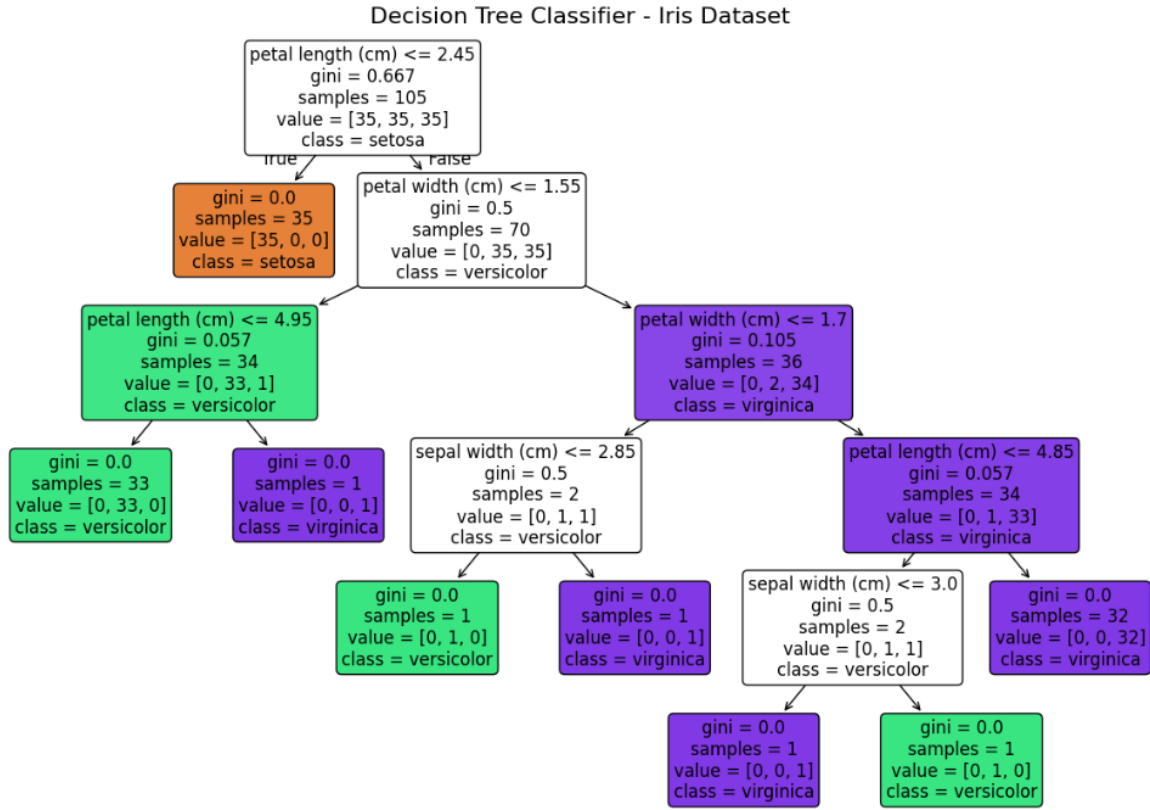 Decision Tree Classifier - Iris Dataset
petal length (cm) <= 2.45
gini = 0.667
samples = 105
value = [35, 35, 35]
class = setosa
True
False
gini = 0.0
samples = 35
value = [35, 0, 0]
class = setosa
petal width (cm) <= 1.55
gini = 0.5
samples = 70
value = [0, 35, 35]
class = versicolor
petal length (cm) <= 4.95
gini = 0.057
samples = 34
value = [0, 33, 1]
class = versicolor
petal width (cm) <= 1.7
gini = 0.105
samples = 36
value = [0, 2, 34]
class = virginica
gini = 0.0
samples = 33
value = [0, 33, 0]
class = versicolor
gini = 0.0
samples = 1
value = [0, 0, 1]
class = virginica
sepal width (cm) <= 2.85
gini = 0.5
samples = 2
value = [0, 1, 1]
class = versicolor
petal length (cm) <= 4.85
gini = 0.057
samples = 34
value = [0, 1, 33]
class = virginica
gini = 0.0
samples = 1
value = [0, 1, 0]
class = versicolor
gini = 0.0
samples = 1
value = [0, 0, 1]
class = virginica
sepal width (cm) <= 3.0
gini = 0.5
samples = 2
value = [0, 1, 1]
class = versicolor
gini = 0.0
samples = 32
value = [0, 0, 32]
class = virginica
gini = 0.0
samples = 1
value = [0, 0, 1]
class = virginica
gini = 0.0
samples = 1
value = [0, 1, 0]
class = versicolor